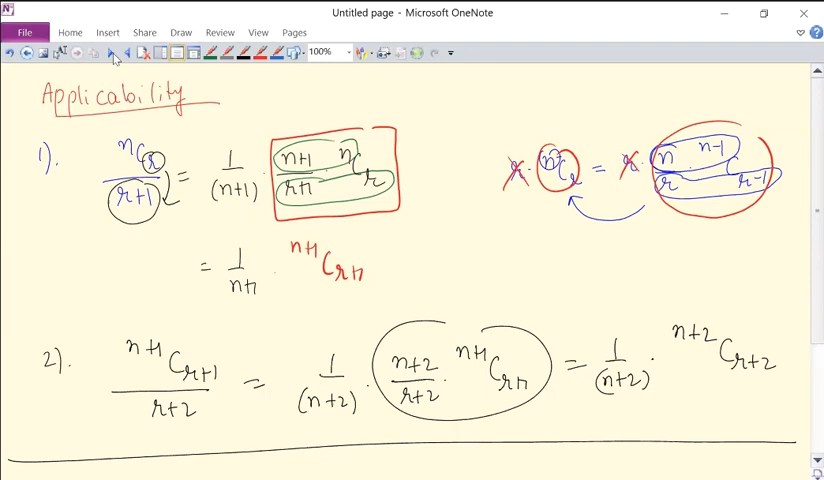 Untitled page - Microsoft OneNote
File Home Insert Share Draw Review View
100%
Applicability
1). ⁿCᵣ / (r+1) = 1/(n+1) · (n+1)/(r+1) · ⁿCᵣ
r · ⁿCᵣ = r · n/r · ⁿ⁻¹Cᵣ₋₁
= 1/(n+1) · ⁿ⁺¹Cᵣ₊₁
2). ⁿ⁺¹Cᵣ₊₁ / (r+2) = 1/(n+2) · (n+2)/(r+2) · ⁿ⁺¹Cᵣ₊₁ = 1/(n+2) · ⁿ⁺²Cᵣ₊₂